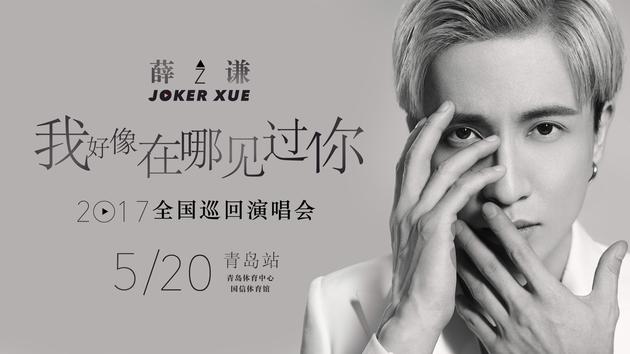 薛之谦
JOKER XUE
我好像在哪见过你
2017全国巡回演唱会
5/20 青岛站
青岛体育中心
国信体育馆